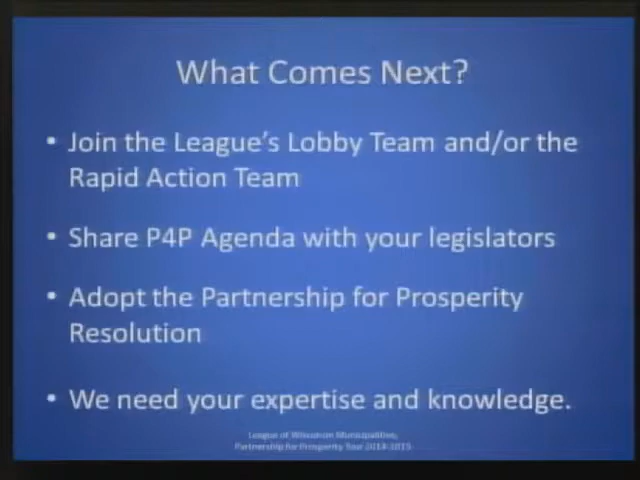 What Comes Next?
• Join the League's Lobby Team and/or the
Rapid Action Team
• Share P4P Agenda with your legislators
• Adopt the Partnership for Prosperity
Resolution
• We need your expertise and knowledge.
League of Wisconsin Municipalities,
Partnership for Prosperity Tour 2014-2015